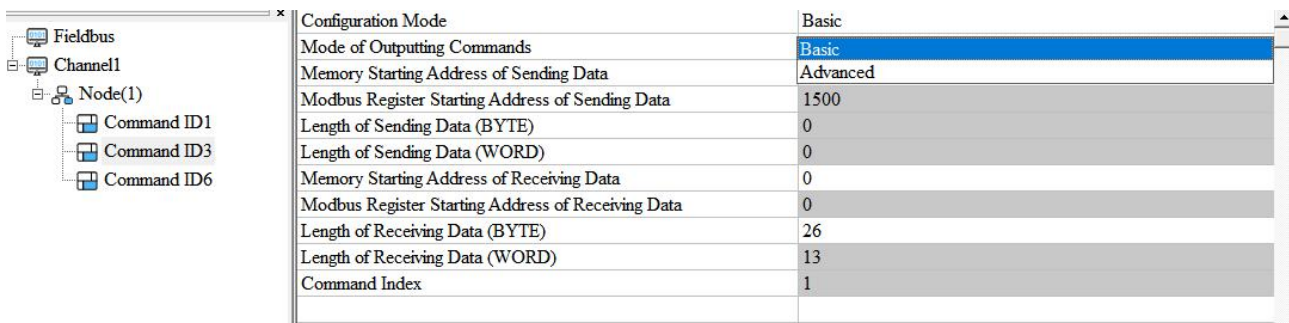 Fieldbus
Channel1
Node(1)
Command ID1
Command ID3
Command ID6
Configuration Mode Basic
Mode of Outputting Commands Basic
Memory Starting Address of Sending Data Advanced
Modbus Register Starting Address of Sending Data 1500
Length of Sending Data (BYTE) 0
Length of Sending Data (WORD) 0
Memory Starting Address of Receiving Data 0
Modbus Register Starting Address of Receiving Data 0
Length of Receiving Data (BYTE) 26
Length of Receiving Data (WORD) 13
Command Index 1